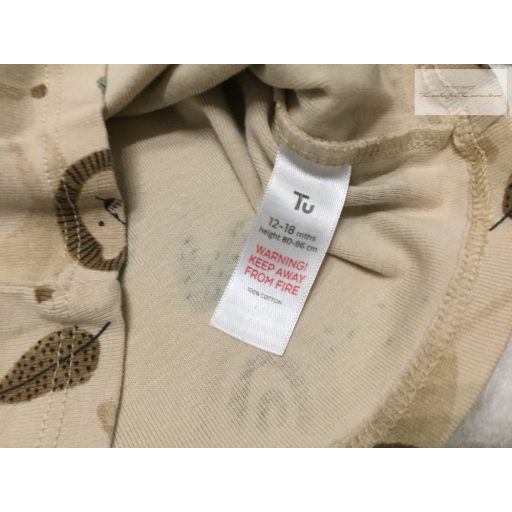 Tu
12-18 mths
height 80-86 cm
WARNING!
KEEP AWAY
FROM FIRE
100% COTTON